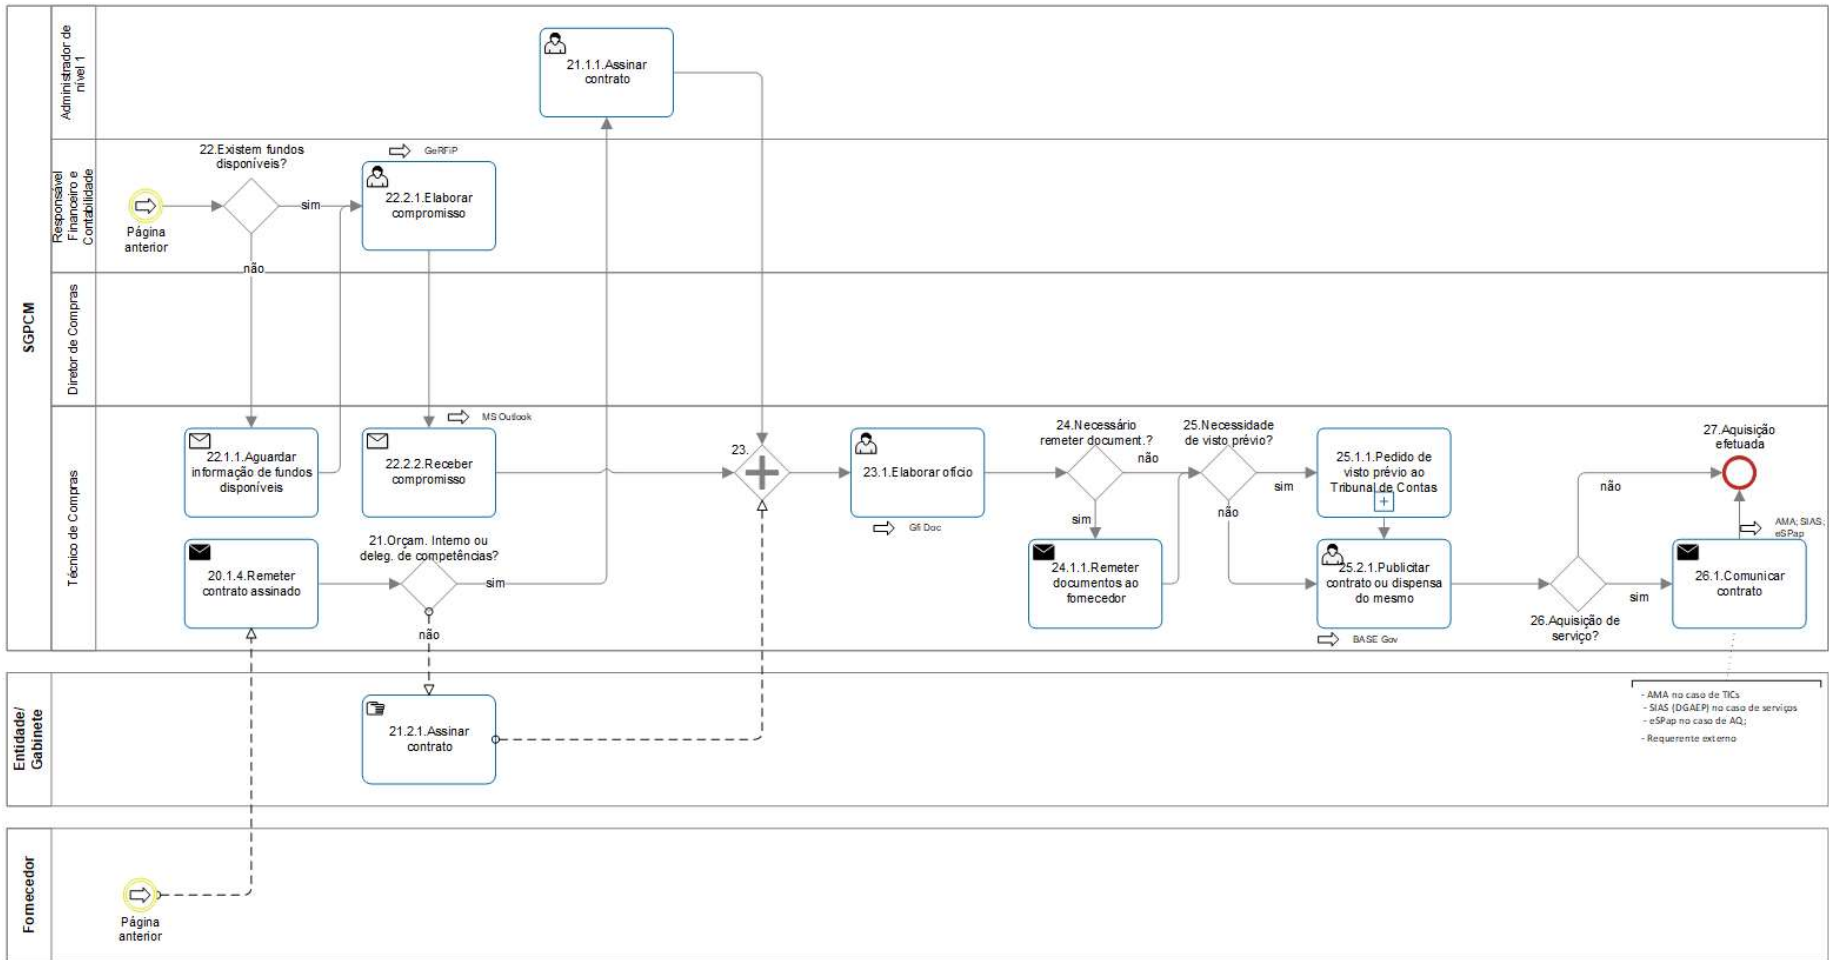 SGPCM
Administrador de
nível 1
21.1.1.Assinar
contrato
Responsável
Financeiro e
Contabilidade
Página
anterior
22.Existem fundos
disponíveis?
sim
não
GeRFiP
22.2.1.Elaborar
compromisso
Diretor de Compras
Técnico de Compras
22.1.1.Aguardar
informação de fundos
disponíveis
MS Outlook
22.2.2.Receber
compromisso
20.1.4.Remeter
contrato assinado
21.Orçam. Interno ou
deleg. de competências?
sim
não
23.
23.1.Elaborar ofício
Gfi Doc
24.Necessário
remeter document.?
não
sim
24.1.1.Remeter
documentos ao
fornecedor
25.Necessidade
de visto prévio?
sim
não
25.1.1.Pedido de
visto prévio ao
Tribunal de Contas
25.2.1.Publicitar
contrato ou dispensa
do mesmo
BASE Gov
26.Aquisição de
serviço?
não
sim
27.Aquisição
efetuada
AMA; SIAS;
eSPap
26.1.Comunicar
contrato
Entidade/
Gabinete
21.2.1.Assinar
contrato
- AMA no caso de TICs
- SIAS (DGAEP) no caso de serviços
- eSPap no caso de AQ;
- Requerente externo
Fornecedor
Página
anterior